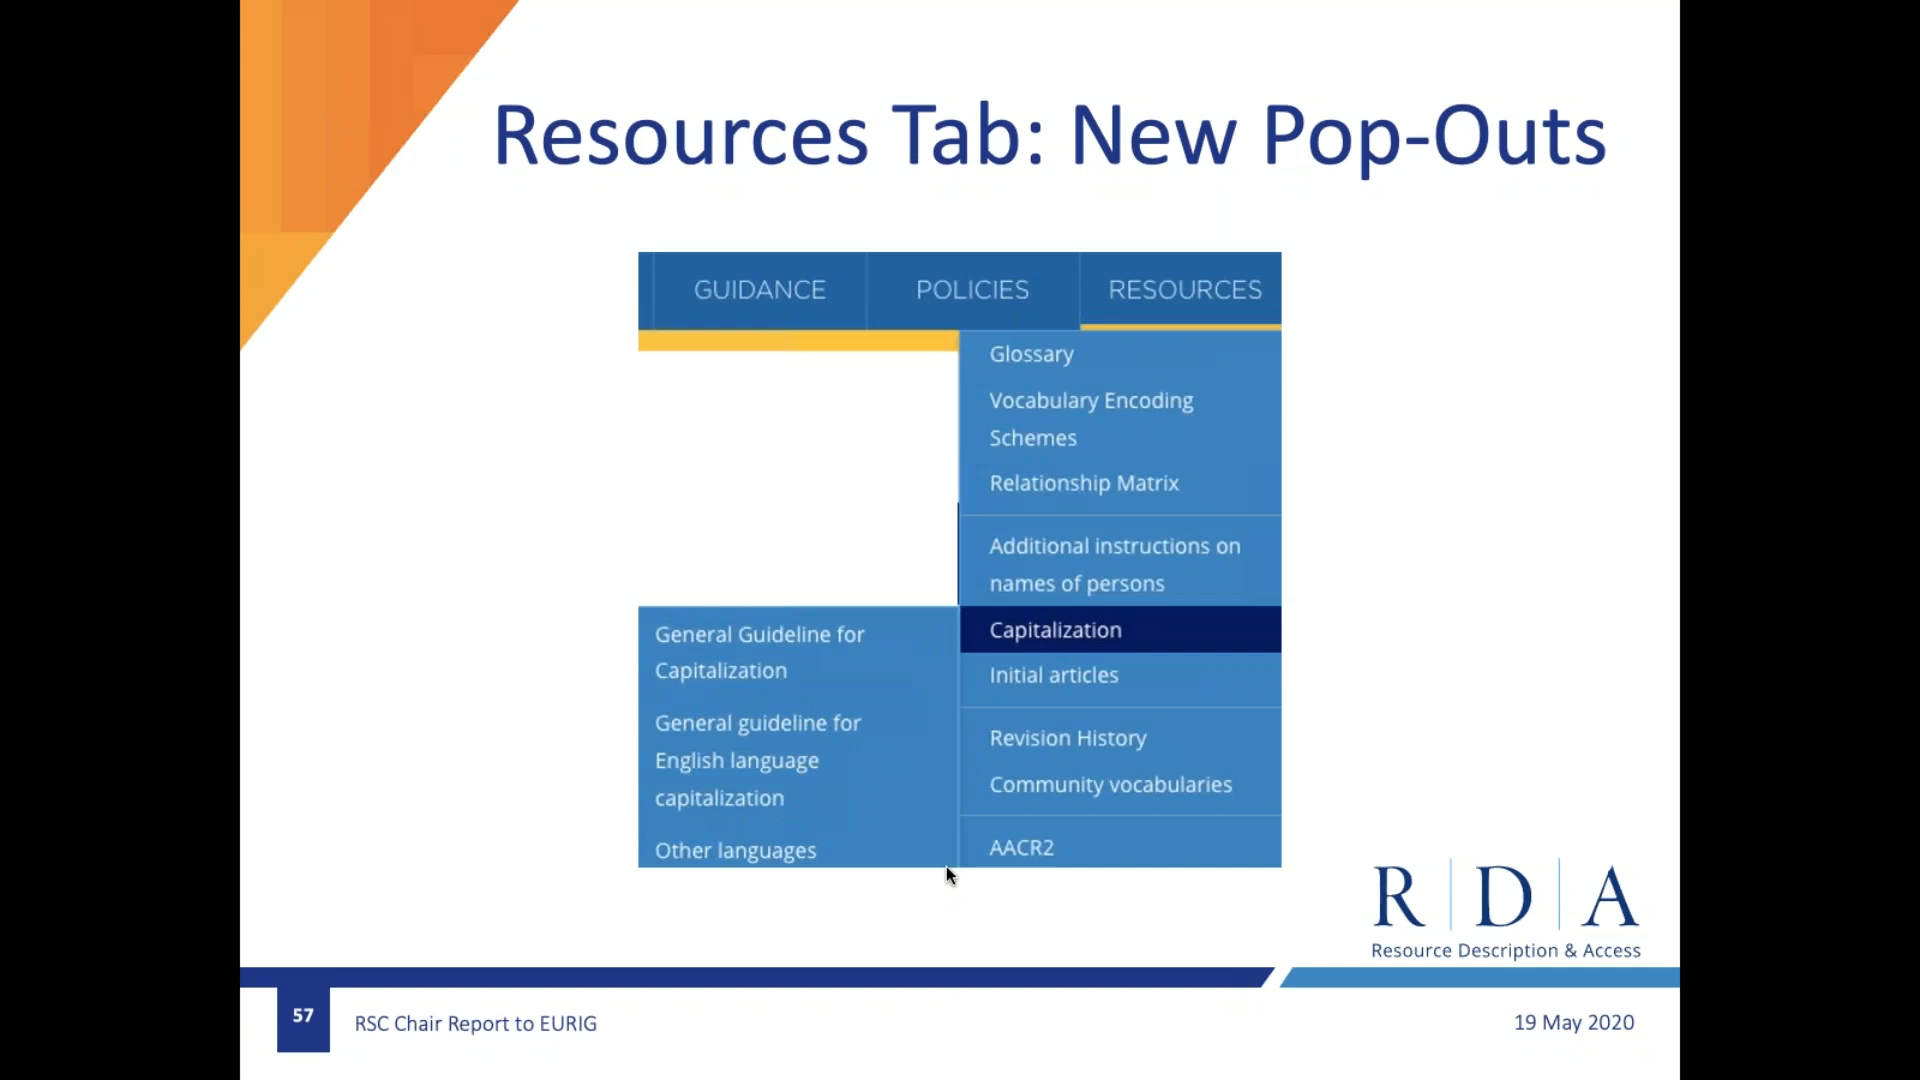 Resources Tab: New Pop-Outs
GUIDANCE
POLICIES
RESOURCES
Glossary
Vocabulary Encoding
Schemes
Relationship Matrix
Additional instructions on
names of persons
Capitalization
Initial articles
Revision History
Community vocabularies
AACR2
General Guideline for
Capitalization
General guideline for
English language
capitalization
Other languages
R D A
Resource Description & Access
57
RSC Chair Report to EURIG
19 May 2020